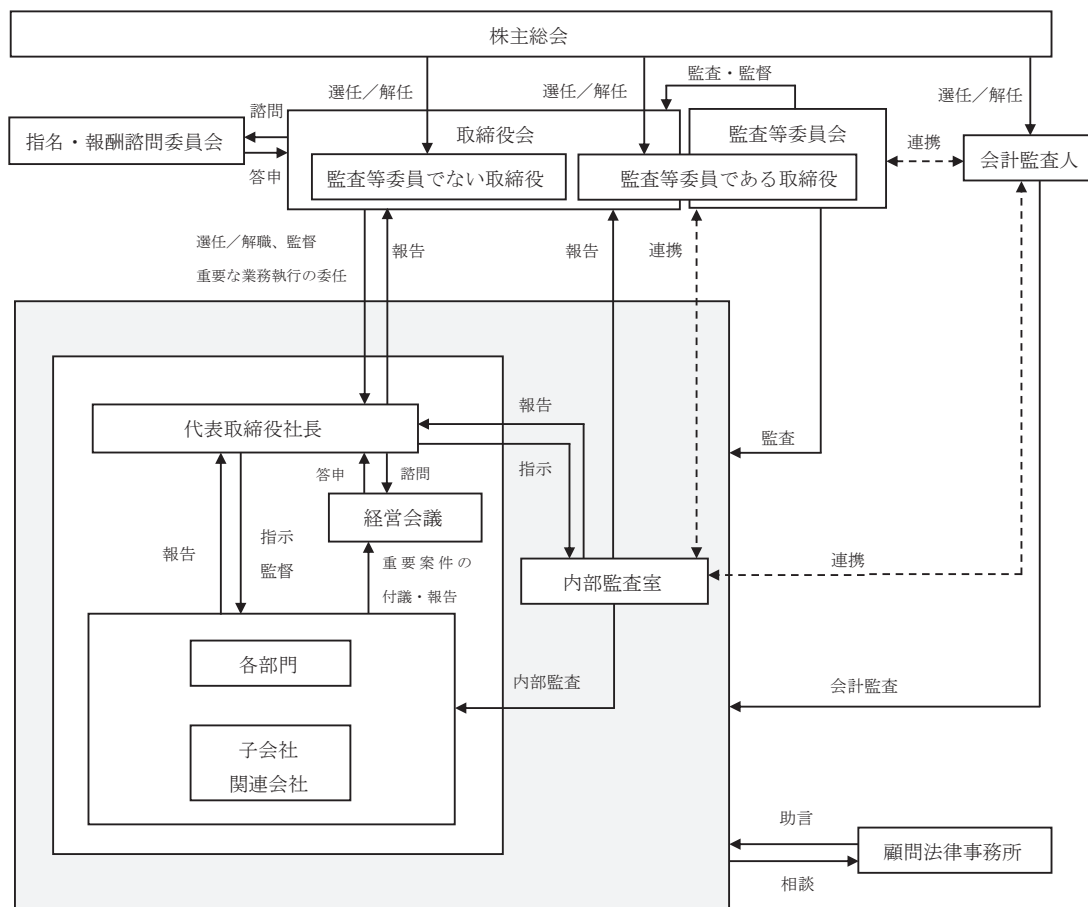 株主総会
監査・監督
選任／解任
選任／解任
選任／解任
諮問
指名・報酬諮問委員会
答申
取締役会
監査等委員会
連携
会計監査人
監査等委員でない取締役
監査等委員である取締役
選任／解職、監督
重要な業務執行の委任
報告
報告
連携
代表取締役社長
報告
指示
監査
答申
諮問
経営会議
報告
指示
監督
重要案件の
付議・報告
内部監査室
連携
各部門
内部監査
会計監査
子会社
関連会社
助言
顧問法律事務所
相談